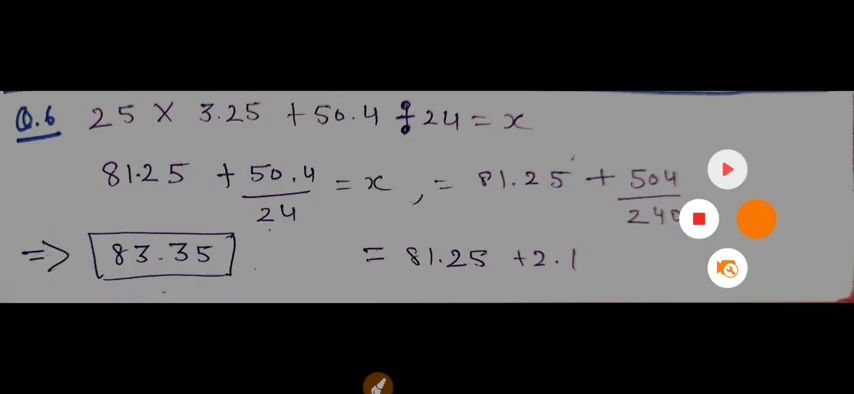 Q.6 25 × 3.25 + 50.4 ÷ 24 = x
81.25 + 50.4/24 = x , = 81.25 + 504/240
=> 83.35 = 81.25 + 2.1